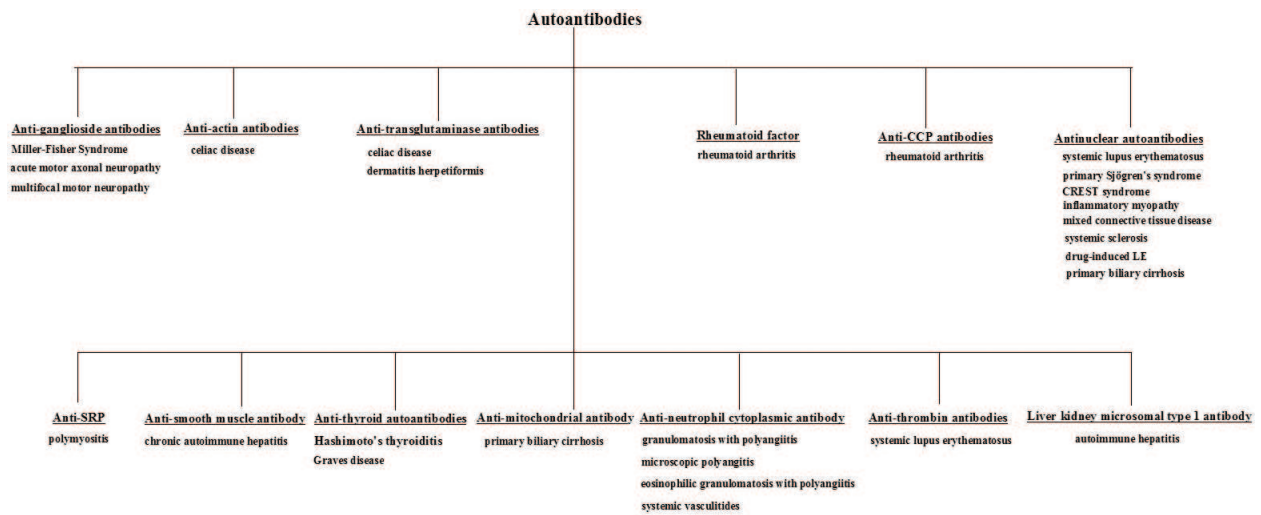 Autoantibodies
Anti-ganglioside antibodies
Miller-Fisher Syndrome
acute motor axonal neuropathy
multifocal motor neuropathy
Anti-actin antibodies
celiac disease
Anti-transglutaminase antibodies
celiac disease
dermatitis herpetiformis
Rheumatoid factor
rheumatoid arthritis
Anti-CCP antibodies
rheumatoid arthritis
Antinuclear autoantibodies
systemic lupus erythematosus
primary Sjögren's syndrome
CREST syndrome
inflammatory myopathy
mixed connective tissue disease
systemic sclerosis
drug-induced LE
primary biliary cirrhosis
Anti-SRP
polymyositis
Anti-smooth muscle antibody
chronic autoimmune hepatitis
Anti-thyroid autoantibodies
Hashimoto's thyroiditis
Graves disease
Anti-mitochondrial antibody
primary biliary cirrhosis
Anti-neutrophil cytoplasmic antibody
granulomatosis with polyangiitis
microscopic polyangitis
eosinophilic granulomatosis with polyangiitis
systemic vasculitides
Anti-thrombin antibodies
systemic lupus erythematosus
Liver kidney microsomal type 1 antibody
autoimmune hepatitis